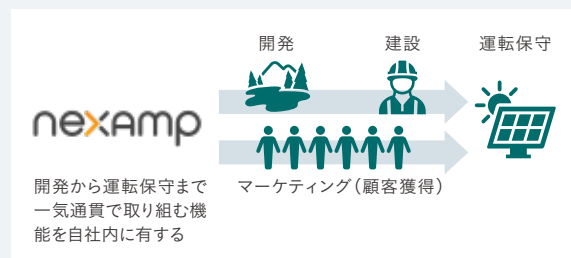 開発
建設
運転保守
nexamp
開発から運転保守まで
一気通貫で取り組む機
能を自社内に有する
マーケティング（顧客獲得）